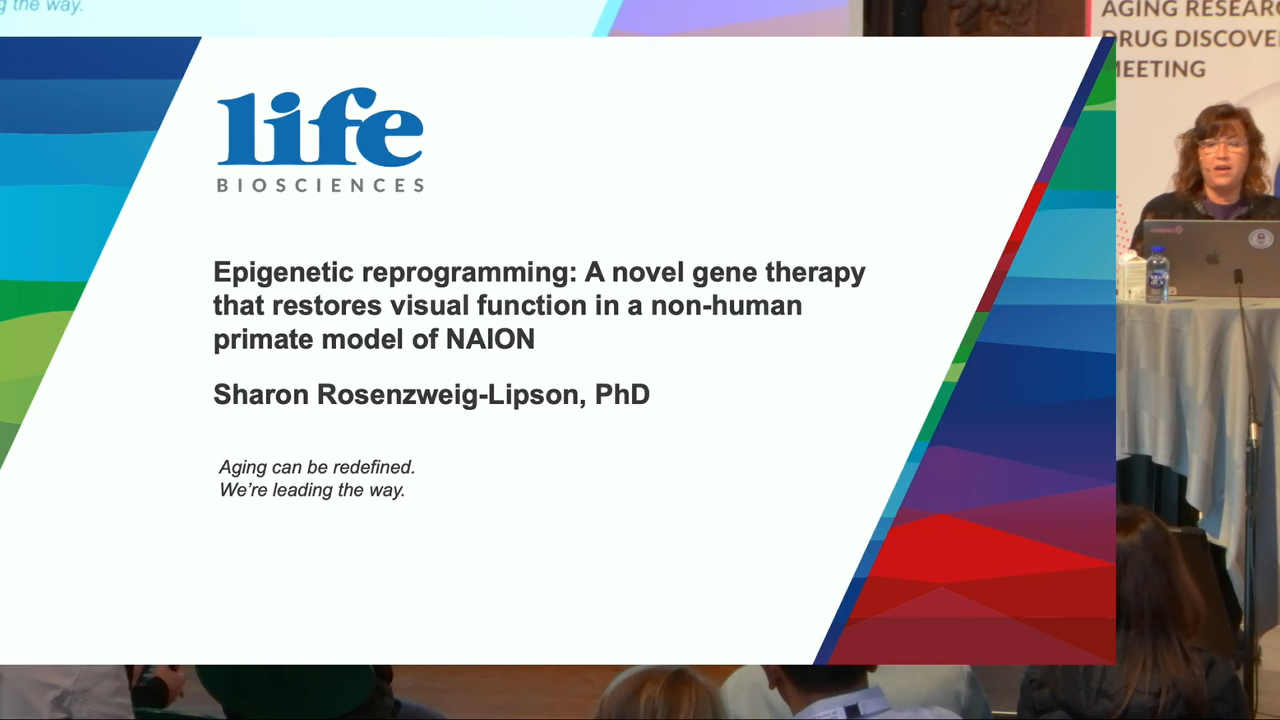 g the way.
AGING RESEARC
DRUG DISCOVE
MEETING
life
BIOSCIENCES
Epigenetic reprogramming: A novel gene therapy
that restores visual function in a non-human
primate model of NAION
Sharon Rosenzweig-Lipson, PhD
Aging can be redefined.
We’re leading the way.